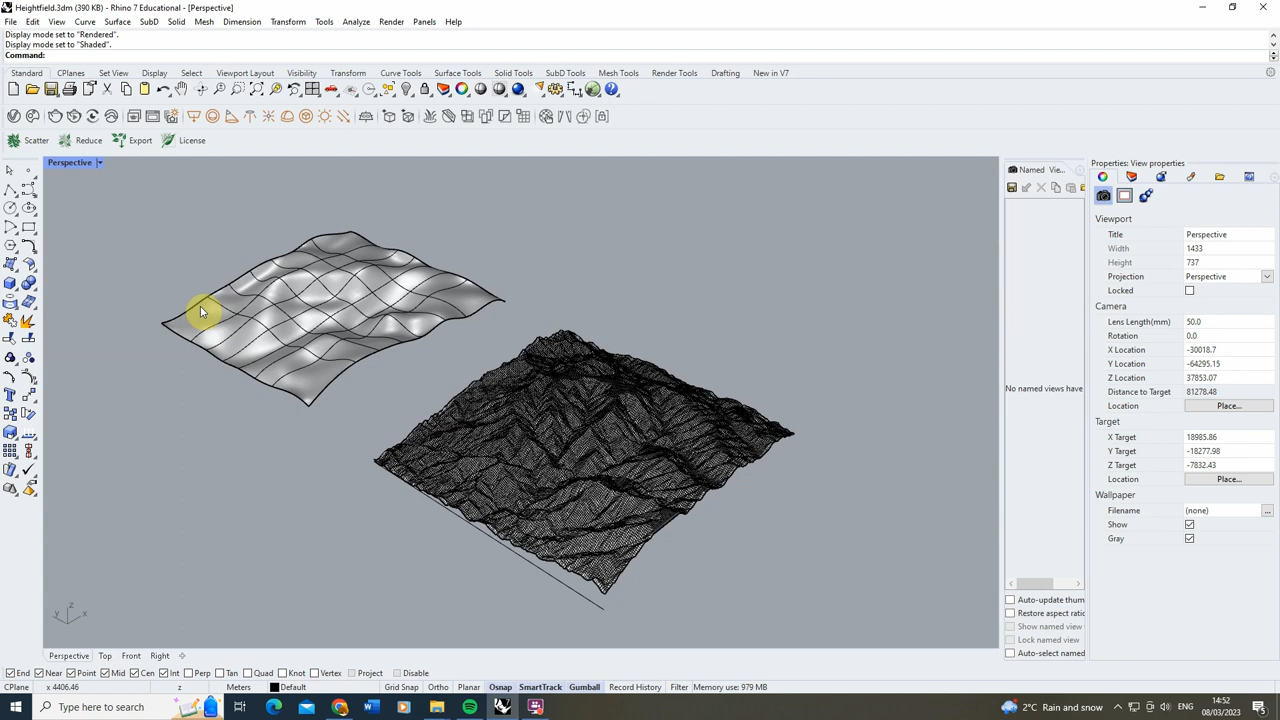 Heightfield.3dm (390 KB) - Rhino 7 Educational - [Perspective]
File Edit View Curve Surface SubD Solid Mesh Dimension Transform Tools Analyze Render Panels Help
Display mode set to "Rendered".
Display mode set to "Shaded".
Command:
Standard CPlanes Set View Display Select Viewport Layout Visibility Transform Curve Tools Surface Tools Solid Tools SubD Tools Mesh Tools Render Tools Drafting New in V7
Scatter Reduce Export License
Perspective
Named Vie...
No named views have
Auto-update thum
Restore aspect ratio
Show named view
Lock named view
Auto-select named
Properties: View properties
Viewport
Title Perspective
Width 1433
Height 737
Projection Perspective
Locked
Camera
Lens Length(mm) 50.0
Rotation 0.0
X Location -30018.7
Y Location -64295.15
Z Location 37853.07
Distance to Target 81278.48
Location Place...
Target
X Target 18985.86
Y Target -18277.98
Z Target -7832.43
Location Place...
Wallpaper
Filename (none) ...
Show
Gray
z
y x
Perspective Top Front Right
End Near Point Mid Cen Int Perp Tan Quad Knot Vertex Project Disable
CPlane x 4406.46 z Meters Default Grid Snap Ortho Planar Osnap SmartTrack Gumball Record History Filter Memory use: 979 MB
Type here to search
2°C Rain and snow
14:52
08/03/2023